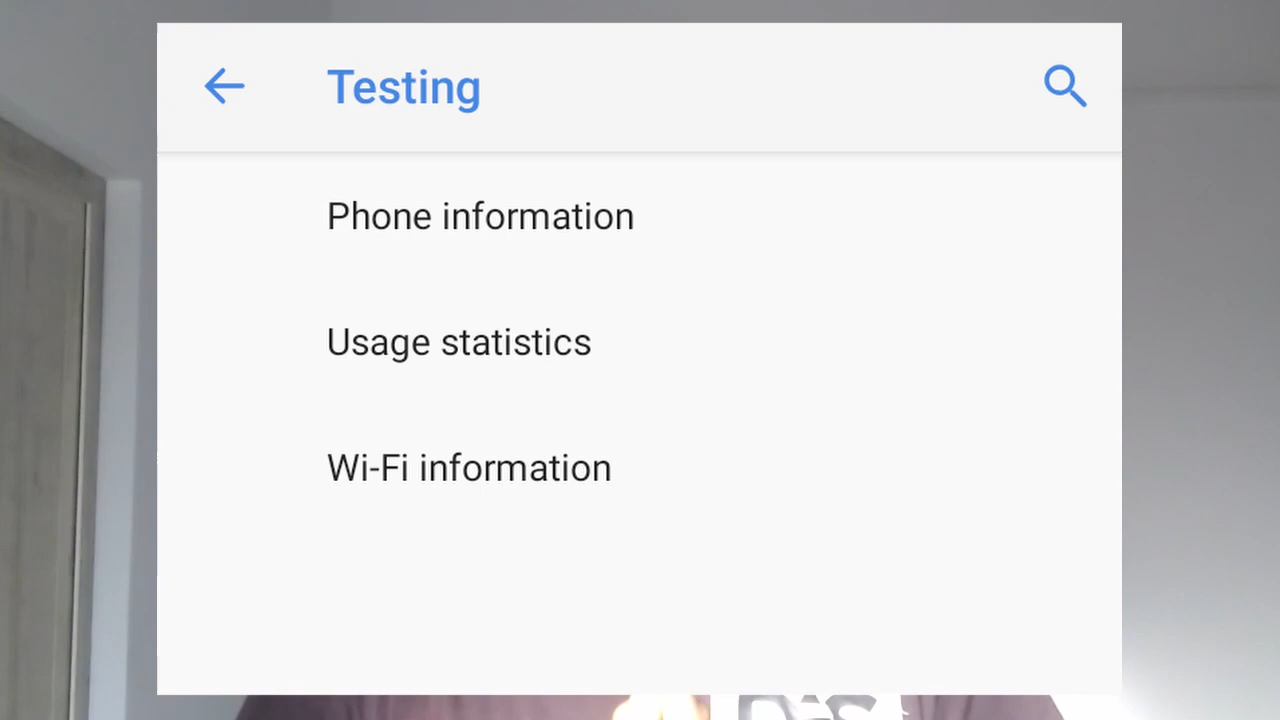 Testing
Phone information
Usage statistics
Wi-Fi information